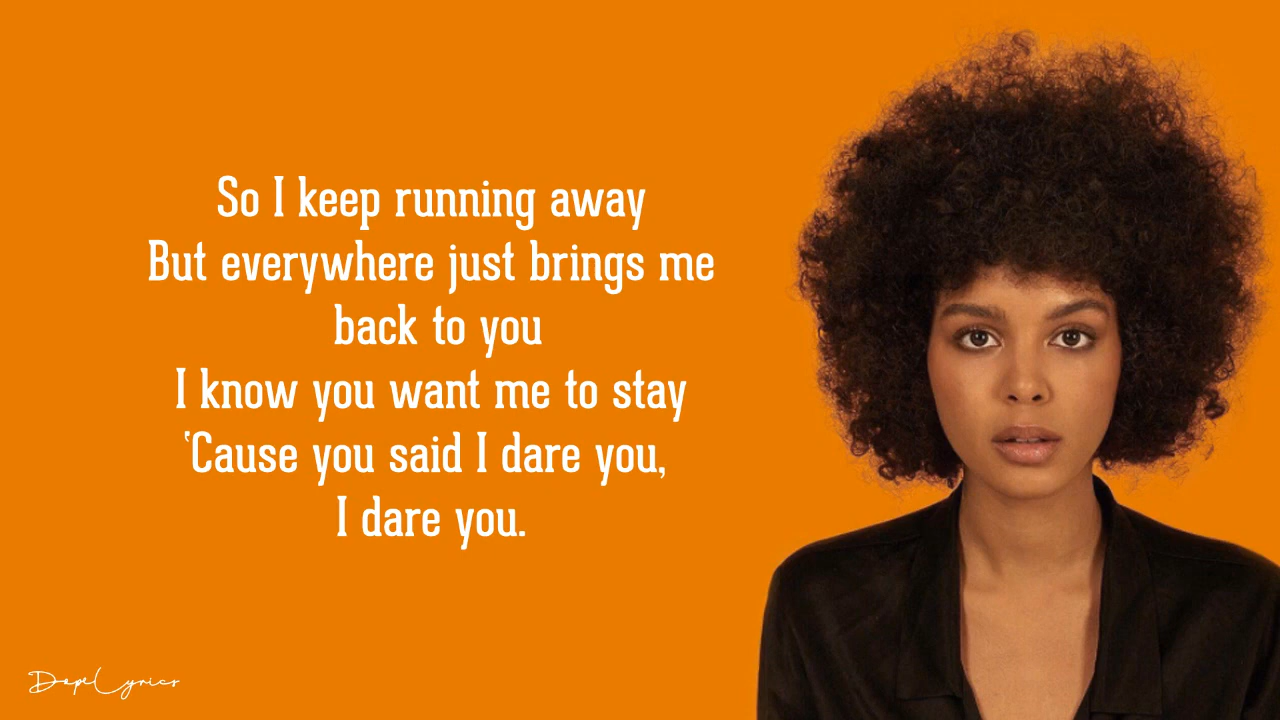 So I keep running away
But everywhere just brings me
back to you
I know you want me to stay
‘Cause you said I dare you,
I dare you.
DopeLyrics